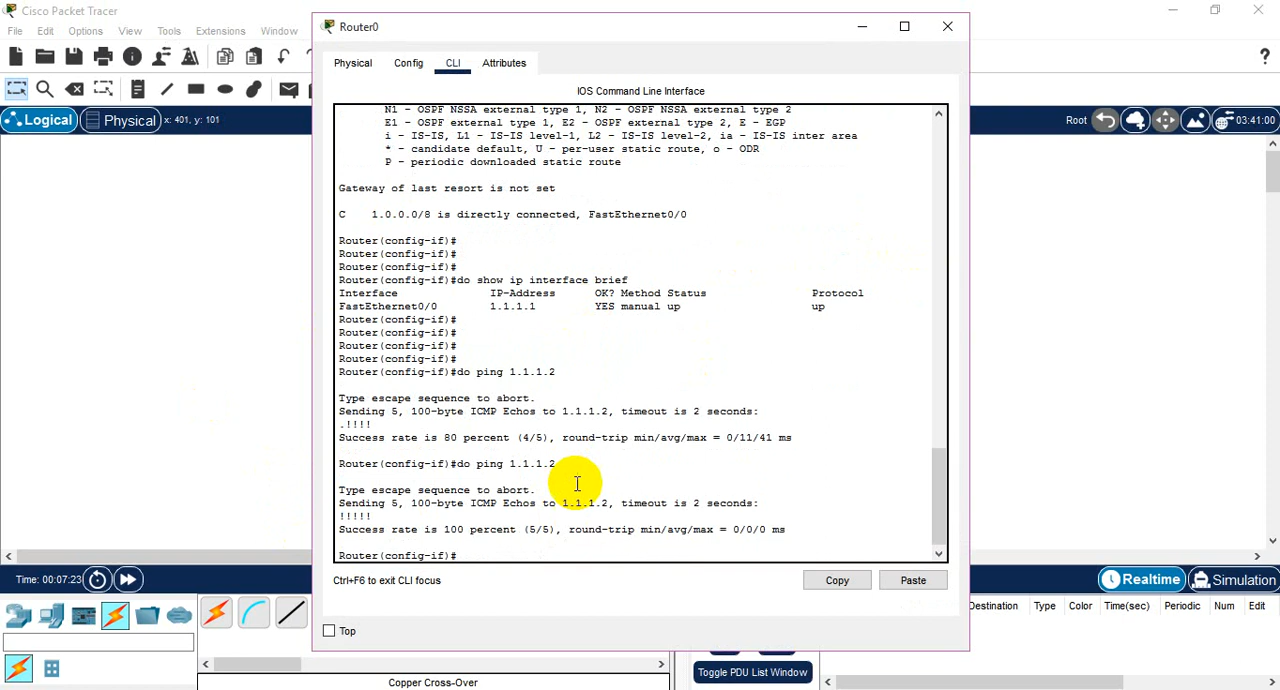 Cisco Packet Tracer
File Edit Options View Tools Extensions Window
?
Logical Physical x: 401, y: 101
Root 03:41:00
Router0
Physical Config CLI Attributes
IOS Command Line Interface
N1 - OSPF NSSA external type 1, N2 - OSPF NSSA external type 2
E1 - OSPF external type 1, E2 - OSPF external type 2, E - EGP
i - IS-IS, L1 - IS-IS level-1, L2 - IS-IS level-2, ia - IS-IS inter area
* - candidate default, U - per-user static route, o - ODR
P - periodic downloaded static route
Gateway of last resort is not set
C 1.0.0.0/8 is directly connected, FastEthernet0/0
Router(config-if)#
Router(config-if)#
Router(config-if)#
Router(config-if)#do show ip interface brief
Interface IP-Address OK? Method Status Protocol
FastEthernet0/0 1.1.1.1 YES manual up up
Router(config-if)#
Router(config-if)#
Router(config-if)#
Router(config-if)#
Router(config-if)#do ping 1.1.1.2
Type escape sequence to abort.
Sending 5, 100-byte ICMP Echos to 1.1.1.2, timeout is 2 seconds:
.!!!!
Success rate is 80 percent (4/5), round-trip min/avg/max = 0/11/41 ms
Router(config-if)#do ping 1.1.1.2
Type escape sequence to abort.
Sending 5, 100-byte ICMP Echos to 1.1.1.2, timeout is 2 seconds:
!!!!!
Success rate is 100 percent (5/5), round-trip min/avg/max = 0/0/0 ms
Router(config-if)#
Ctrl+F6 to exit CLI focus
Copy Paste
Top
Time: 00:07:23
Realtime Simulation
Destination Type Color Time(sec) Periodic Num Edit
Toggle PDU List Window
Copper Cross-Over